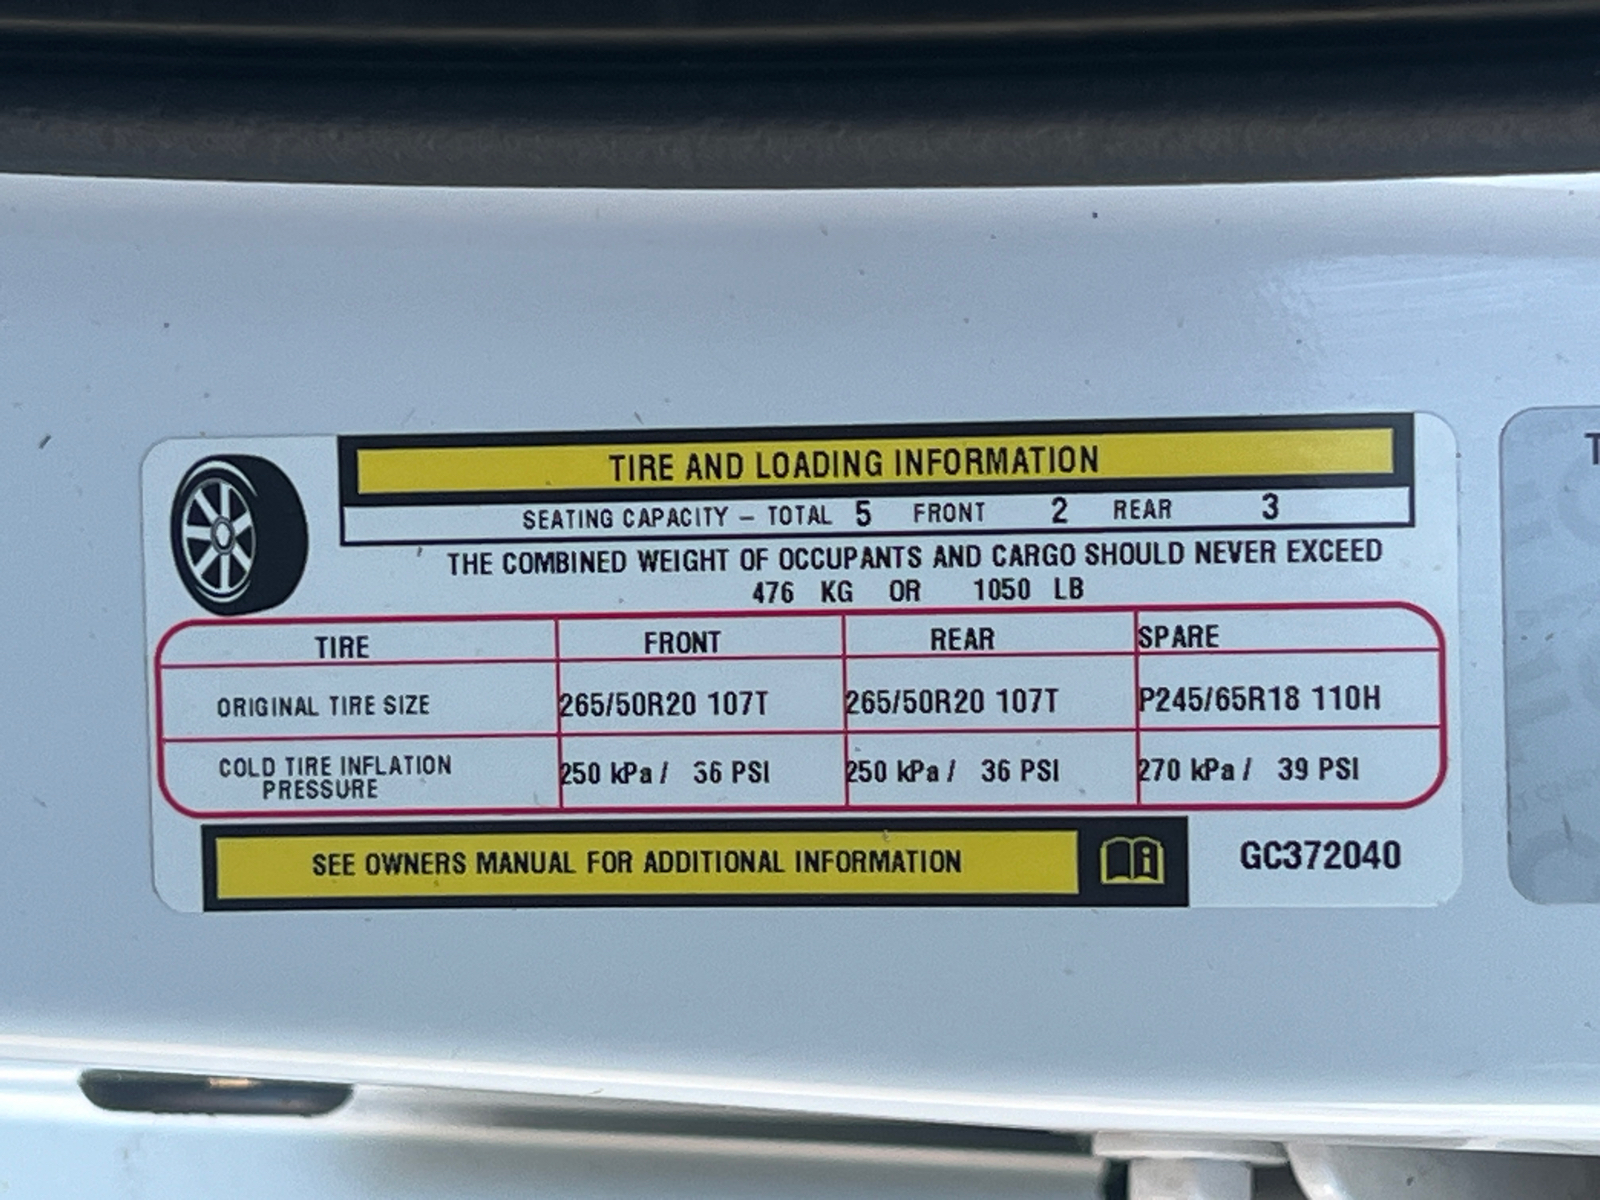 TIRE AND LOADING INFORMATION
SEATING CAPACITY – TOTAL 5 FRONT 2 REAR 3
THE COMBINED WEIGHT OF OCCUPANTS AND CARGO SHOULD NEVER EXCEED
476 KG OR 1050 LB
TIRE FRONT REAR SPARE
ORIGINAL TIRE SIZE 265/50R20 107T 265/50R20 107T P245/65R18 110H
COLD TIRE INFLATION
PRESSURE 250 kPa / 36 PSI 250 kPa / 36 PSI 270 kPa / 39 PSI
SEE OWNERS MANUAL FOR ADDITIONAL INFORMATION
GC372040